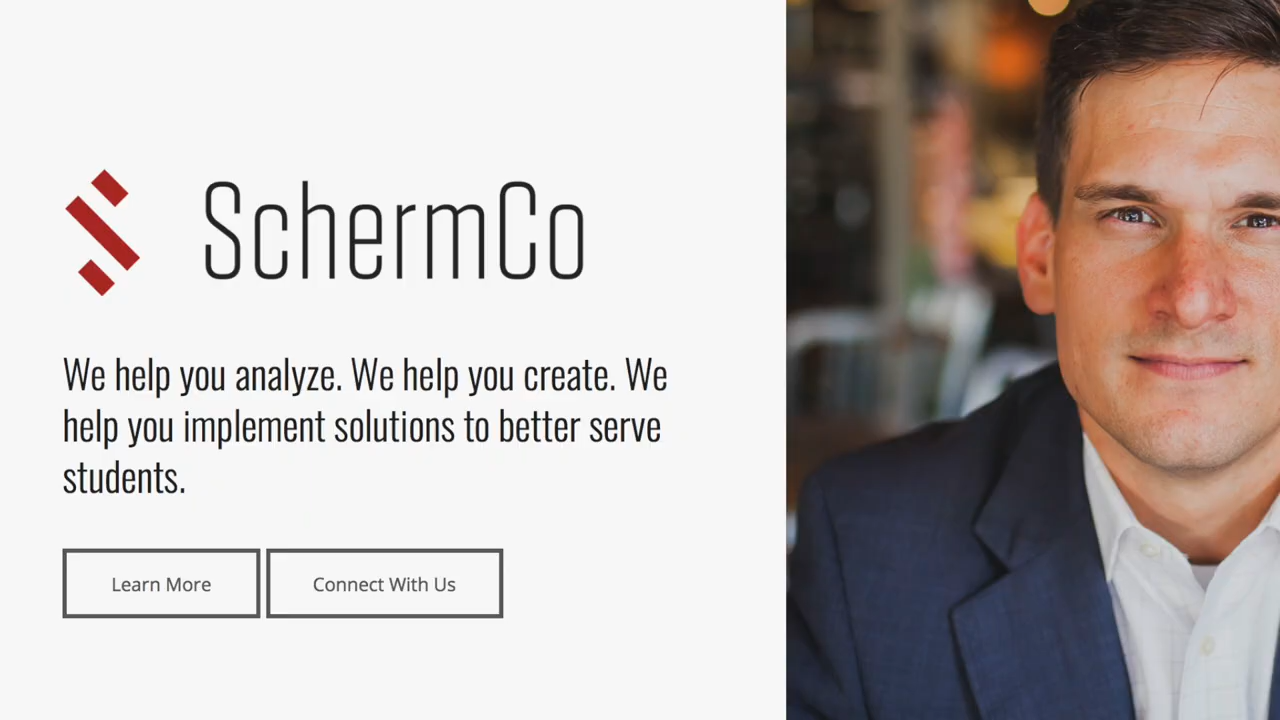 SchermCo
We help you analyze. We help you create. We
help you implement solutions to better serve
students.
Learn More
Connect With Us